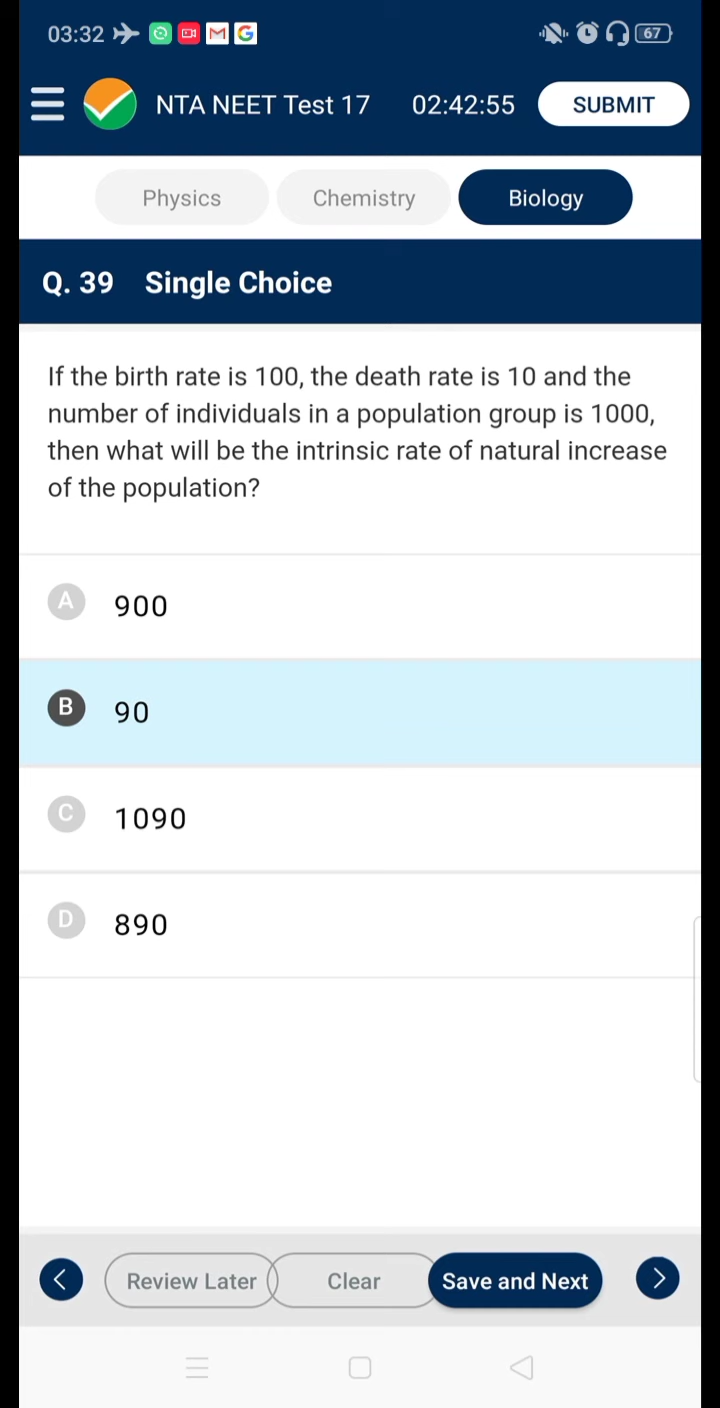 03:32
67
NTA NEET Test 17 02:42:55 SUBMIT
Physics Chemistry Biology
Q. 39 Single Choice
If the birth rate is 100, the death rate is 10 and the
number of individuals in a population group is 1000,
then what will be the intrinsic rate of natural increase
of the population?
A 900
B 90
C 1090
D 890
Review Later Clear Save and Next